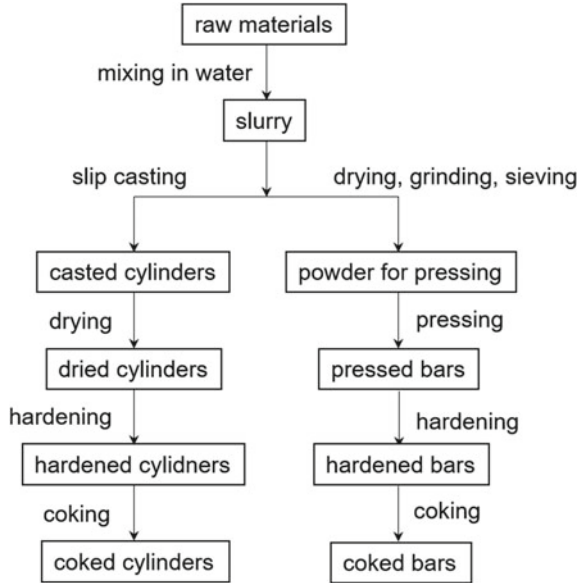 raw materials
mixing in water
slurry
slip casting
drying, grinding, sieving
casted cylinders
powder for pressing
drying
pressing
dried cylinders
pressed bars
hardening
hardening
hardened cylidners
hardened bars
coking
coking
coked cylinders
coked bars